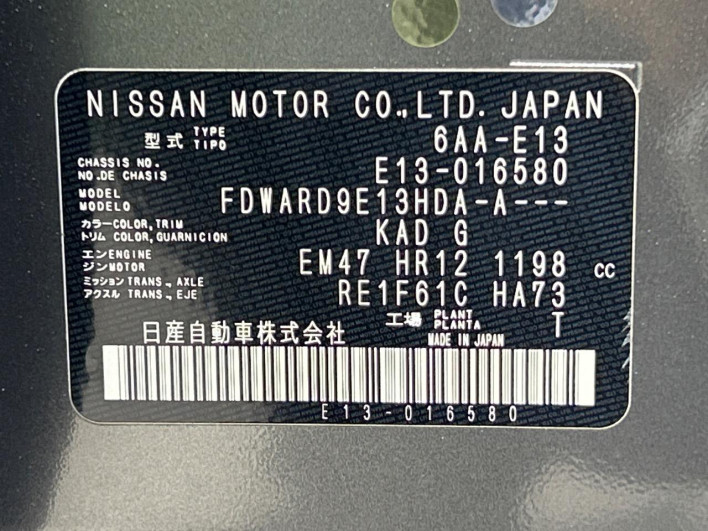 NISSAN MOTOR CO.,LTD. JAPAN
型式 TYPE TIPO 6AA-E13
CHASSIS NO. NO.DE CHASIS E13-016580
MODEL MODELO FDWARD9E13HDA-A---
カラー COLOR,TRIM トリム COLOR,GUARNICION KAD G
エンジン ENGINE MOTOR EM47 HR12 1198 cc
ミッション TRANS., AXLE アクスル TRANS., EJE RE1F61C HA73
工場 PLANT PLANTA T
日産自動車株式会社 MADE IN JAPAN
E13-016580